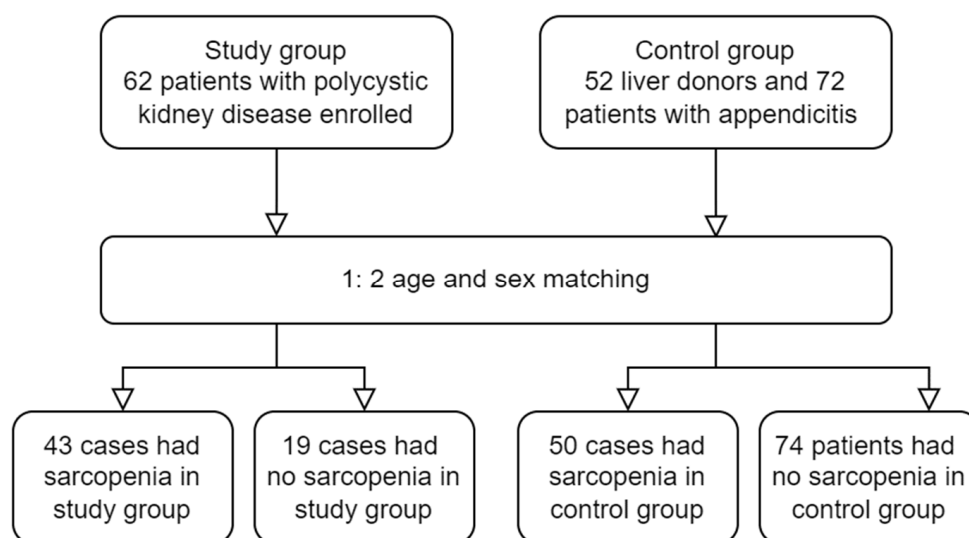 Study group
62 patients with polycystic
kidney disease enrolled
Control group
52 liver donors and 72
patients with appendicitis
1: 2 age and sex matching
43 cases had
sarcopenia in
study group
19 cases had
no sarcopenia in
study group
50 cases had
sarcopenia in
control group
74 patients had
no sarcopenia in
control group